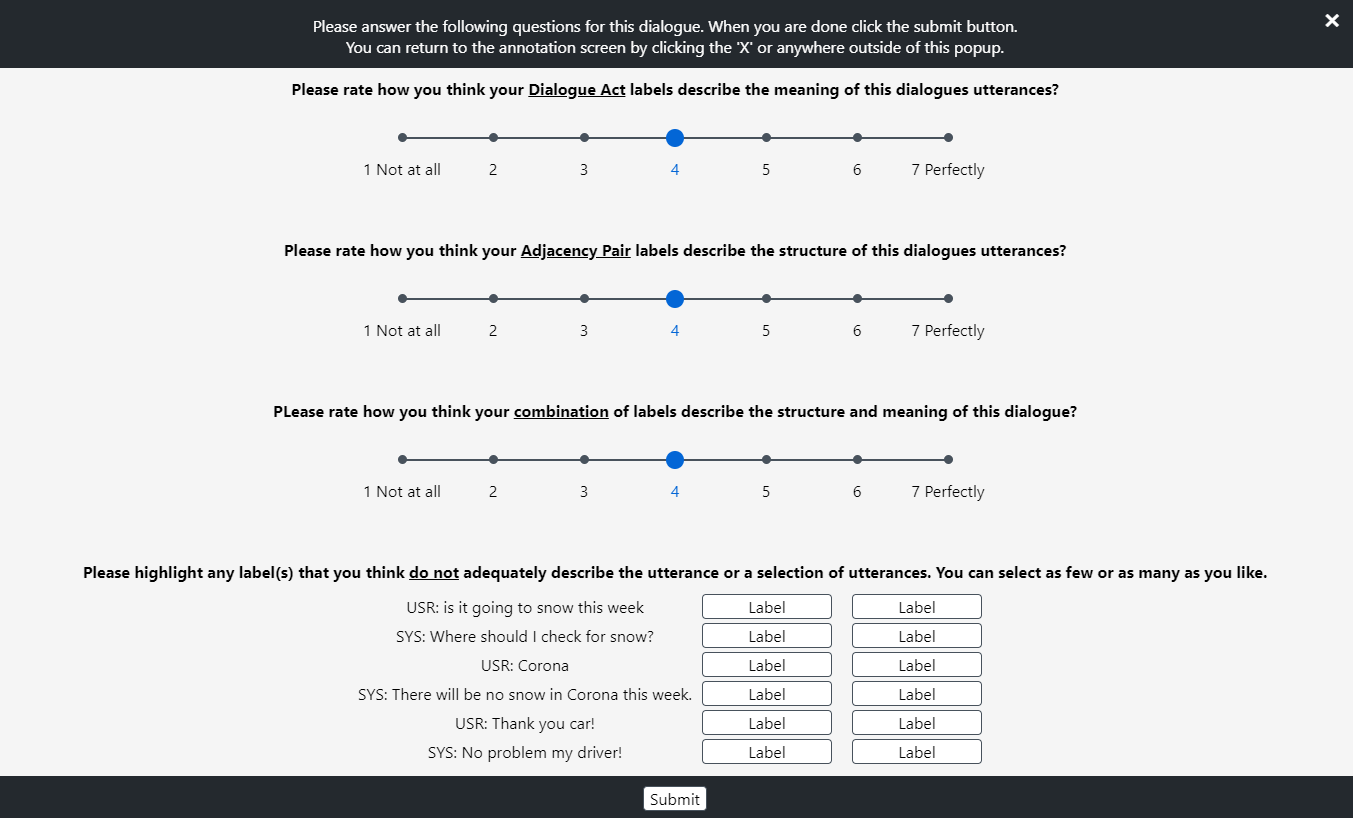 Please answer the following questions for this dialogue. When you are done click the submit button.
You can return to the annotation screen by clicking the 'X' or anywhere outside of this popup.
×
Please rate how you think your Dialogue Act labels describe the meaning of this dialogues utterances?
1 Not at all 2 3 4 5 6 7 Perfectly
Please rate how you think your Adjacency Pair labels describe the structure of this dialogues utterances?
1 Not at all 2 3 4 5 6 7 Perfectly
PLease rate how you think your combination of labels describe the structure and meaning of this dialogue?
1 Not at all 2 3 4 5 6 7 Perfectly
Please highlight any label(s) that you think do not adequately describe the utterance or a selection of utterances. You can select as few or as many as you like.
USR: is it going to snow this week Label Label
SYS: Where should I check for snow? Label Label
USR: Corona Label Label
SYS: There will be no snow in Corona this week. Label Label
USR: Thank you car! Label Label
SYS: No problem my driver! Label Label
Submit